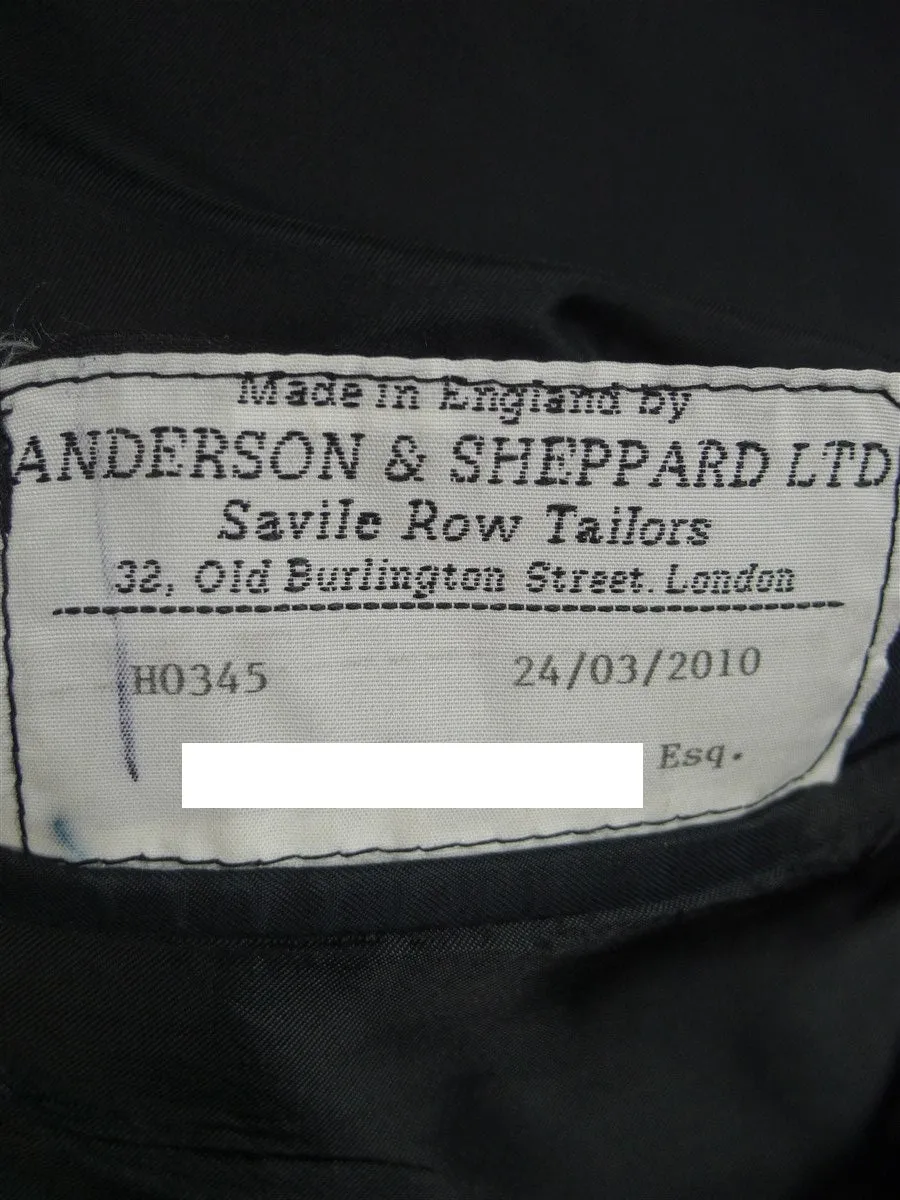 Made in England by
ANDERSON & SHEPPARD LTD
Savile Row Tailors
32, Old Burlington Street. London
H0345 24/03/2010
Esq.